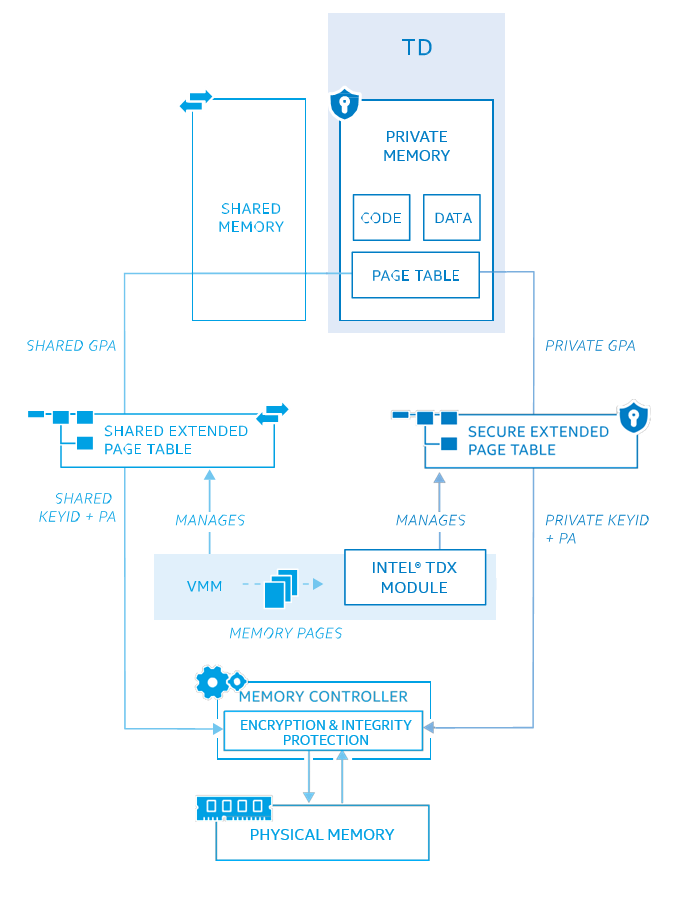 TD
PRIVATE
MEMORY
SHARED
MEMORY
CODE
DATA
PAGE TABLE
SHARED GPA
PRIVATE GPA
SHARED EXTENDED
PAGE TABLE
SECURE EXTENDED
PAGE TABLE
SHARED
KEYID + PA
MANAGES
MANAGES
PRIVATE KEYID
+ PA
VMM
INTEL® TDX
MODULE
MEMORY PAGES
MEMORY CONTROLLER
ENCRYPTION & INTEGRITY
PROTECTION
PHYSICAL MEMORY